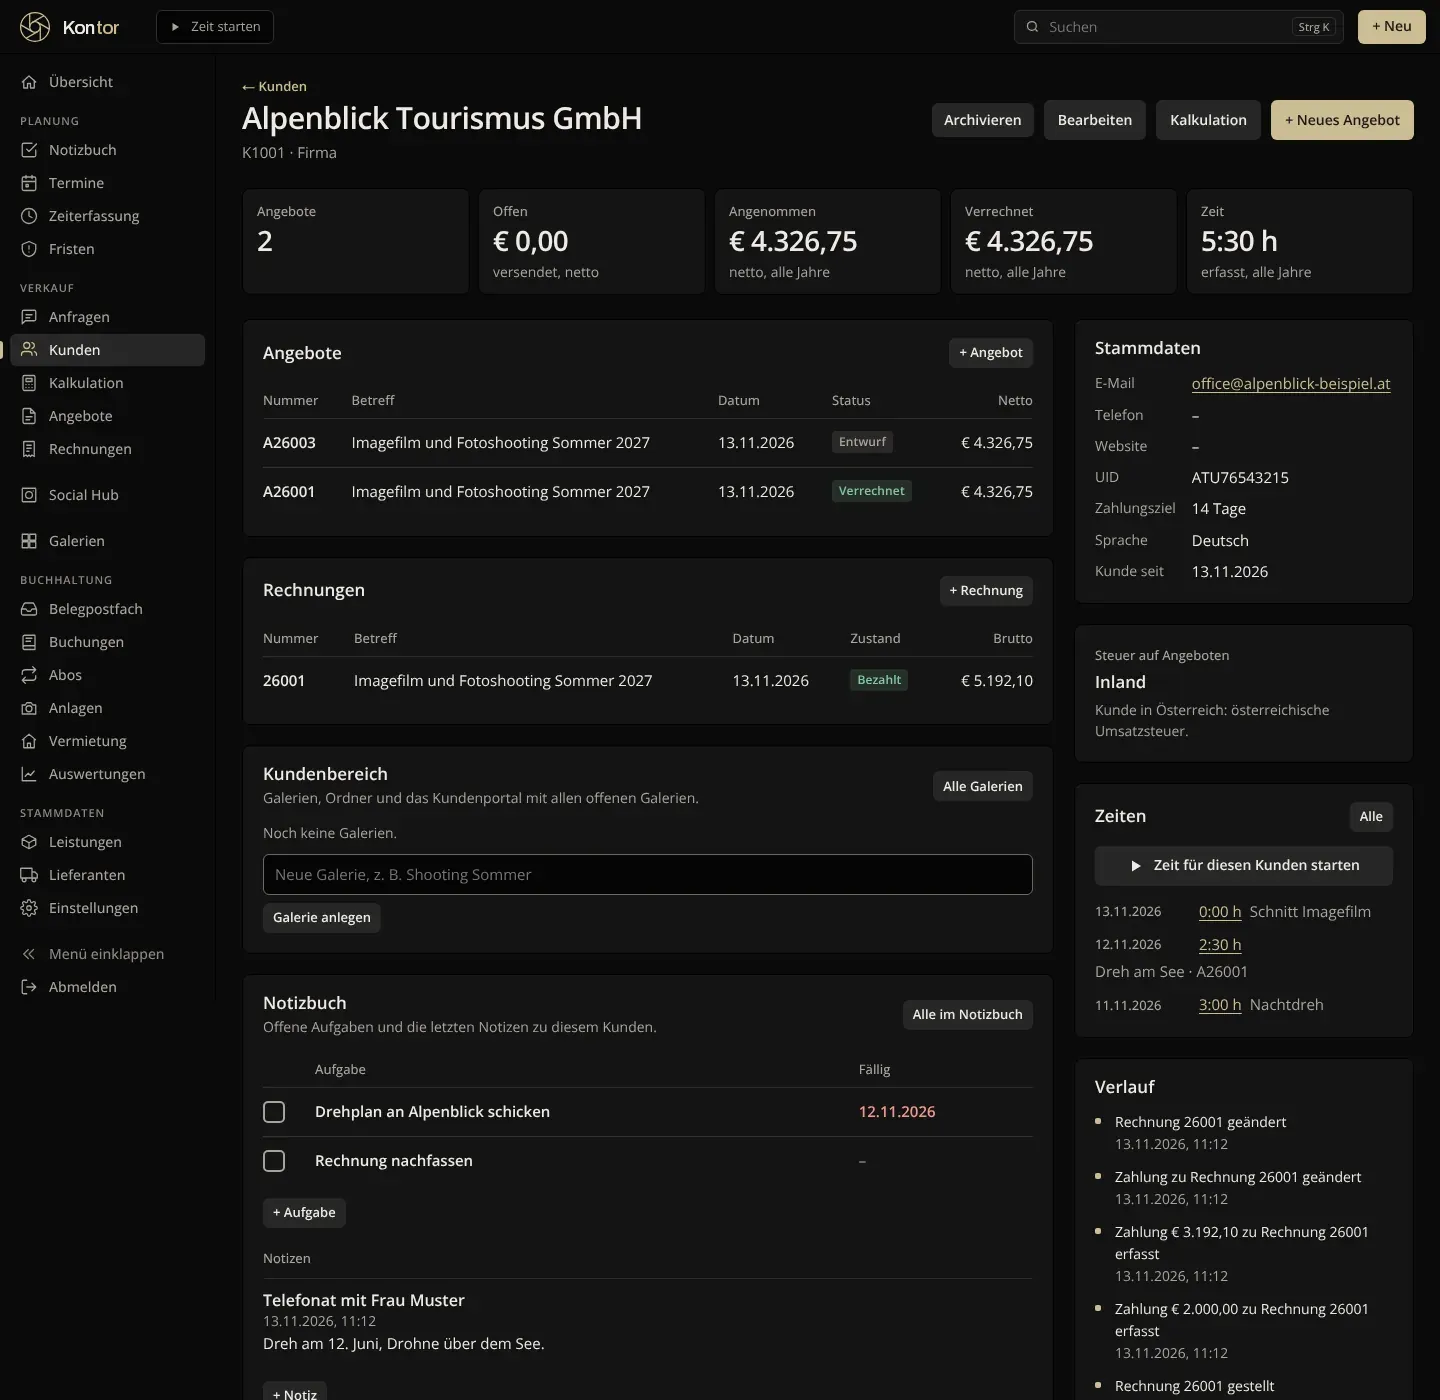 Kontor
Zeit starten
Suchen
Strg K
+ Neu
Übersicht
PLANUNG
Notizbuch
Termine
Zeiterfassung
Fristen
VERKAUF
Anfragen
Kunden
Kalkulation
Angebote
Rechnungen
Social Hub
Galerien
BUCHHALTUNG
Belegpostfach
Buchungen
Abos
Anlagen
Vermietung
Auswertungen
STAMMDATEN
Leistungen
Lieferanten
Einstellungen
Menü einklappen
Abmelden
← Kunden
Alpenblick Tourismus GmbH
K1001 · Firma
Archivieren
Bearbeiten
Kalkulation
+ Neues Angebot
Angebote
2
Offen
€ 0,00
versendet, netto
Angenommen
€ 4.326,75
netto, alle Jahre
Verrechnet
€ 4.326,75
netto, alle Jahre
Zeit
5:30 h
erfasst, alle Jahre
Angebote
+ Angebot
Nummer Betreff Datum Status Netto
A26003 Imagefilm und Fotoshooting Sommer 2027 13.11.2026 Entwurf € 4.326,75
A26001 Imagefilm und Fotoshooting Sommer 2027 13.11.2026 Verrechnet € 4.326,75
Rechnungen
+ Rechnung
Nummer Betreff Datum Zustand Brutto
26001 Imagefilm und Fotoshooting Sommer 2027 13.11.2026 Bezahlt € 5.192,10
Kundenbereich
Galerien, Ordner und das Kundenportal mit allen offenen Galerien.
Alle Galerien
Noch keine Galerien.
Neue Galerie, z. B. Shooting Sommer
Galerie anlegen
Notizbuch
Offene Aufgaben und die letzten Notizen zu diesem Kunden.
Alle im Notizbuch
Aufgabe Fällig
Drehplan an Alpenblick schicken 12.11.2026
Rechnung nachfassen –
+ Aufgabe
Notizen
Telefonat mit Frau Muster
13.11.2026, 11:12
Dreh am 12. Juni, Drohne über dem See.
+ Notiz
Stammdaten
E-Mail office@alpenblick-beispiel.at
Telefon –
Website –
UID ATU76543215
Zahlungsziel 14 Tage
Sprache Deutsch
Kunde seit 13.11.2026
Steuer auf Angeboten
Inland
Kunde in Österreich: österreichische
Umsatzsteuer.
Zeiten
Alle
Zeit für diesen Kunden starten
13.11.2026 0:00 h Schnitt Imagefilm
12.11.2026 2:30 h
Dreh am See · A26001
11.11.2026 3:00 h Nachtdreh
Verlauf
Rechnung 26001 geändert
13.11.2026, 11:12
Zahlung zu Rechnung 26001 geändert
13.11.2026, 11:12
Zahlung € 3.192,10 zu Rechnung 26001
erfasst
13.11.2026, 11:12
Zahlung € 2.000,00 zu Rechnung 26001
erfasst
13.11.2026, 11:12
Rechnung 26001 gestellt